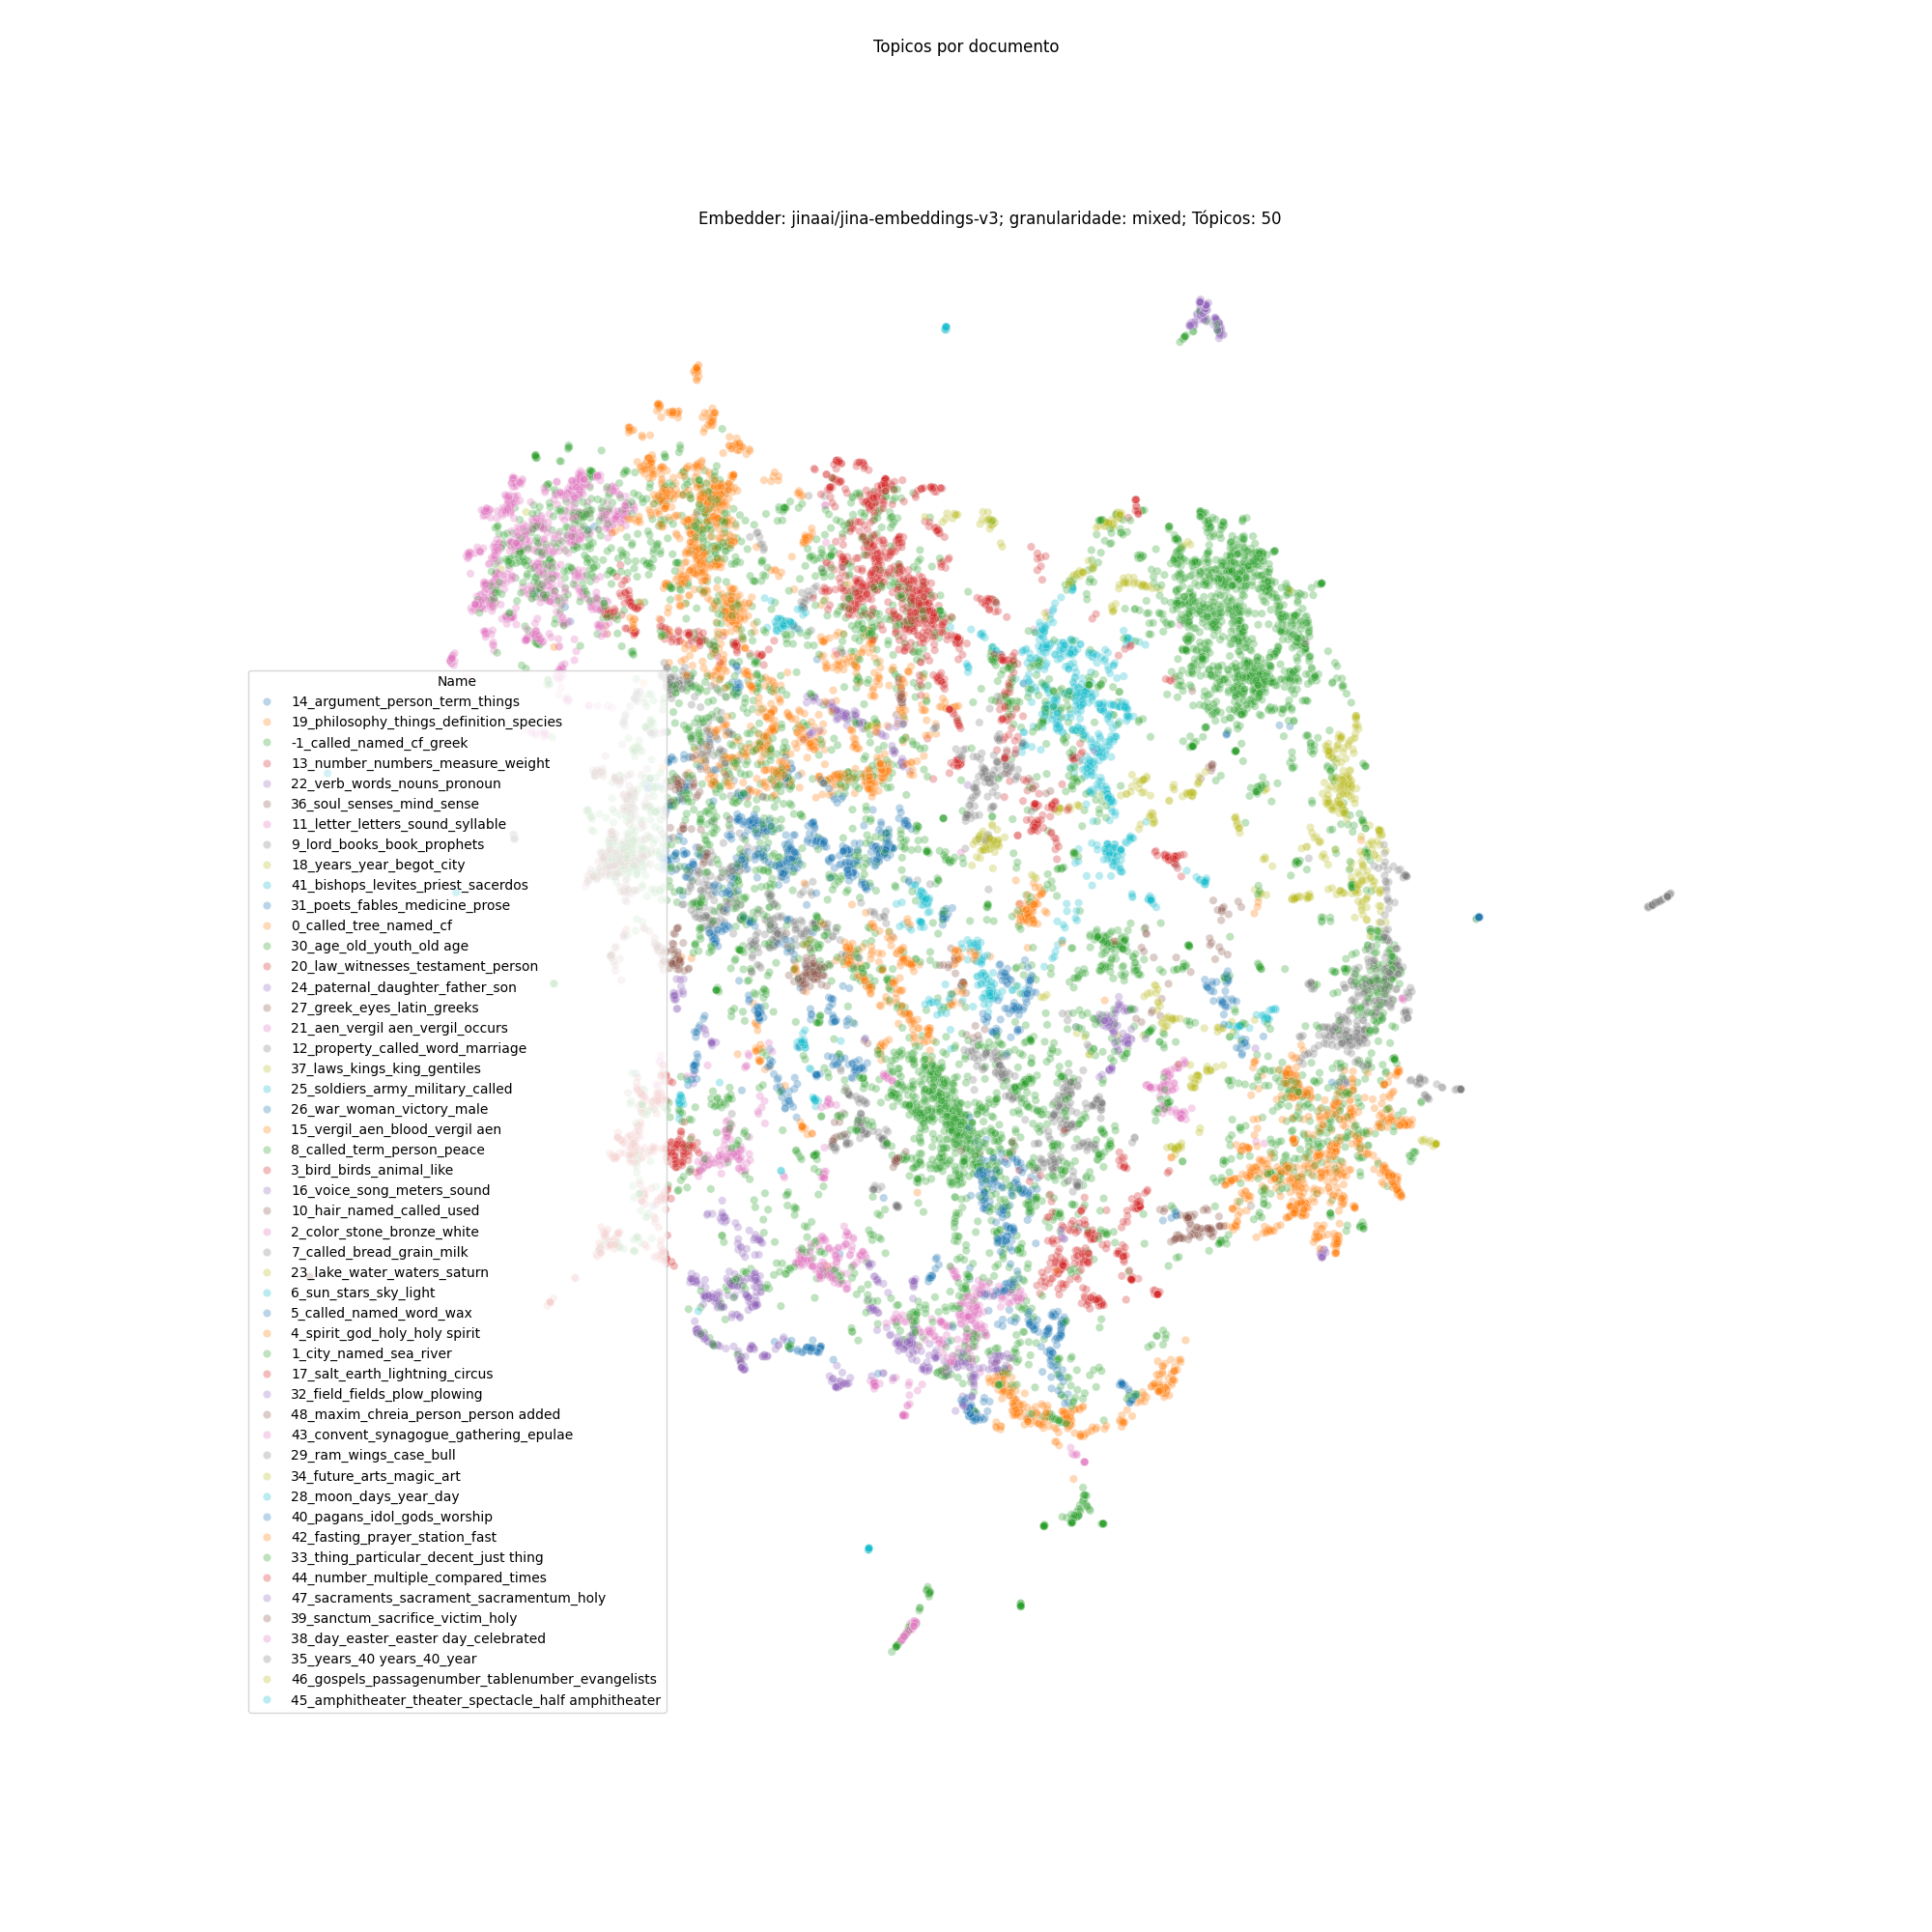 Topicos por documento
Embedder: jinaai/jina-embeddings-v3; granularidade: mixed; Tópicos: 50
Name
14_argument_person_term_things
19_philosophy_things_definition_species
-1_called_named_cf_greek
13_number_numbers_measure_weight
22_verb_words_nouns_pronoun
36_soul_senses_mind_sense
11_letter_letters_sound_syllable
9_lord_books_book_prophets
18_years_year_begot_city
41_bishops_levites_priest_sacerdos
31_poets_fables_medicine_prose
0_called_tree_named_cf
30_age_old_youth_old age
20_law_witnesses_testament_person
24_paternal_daughter_father_son
27_greek_eyes_latin_greeks
21_aen_vergil aen_vergil_occurs
12_property_called_word_marriage
37_laws_kings_king_gentiles
25_soldiers_army_military_called
26_war_woman_victory_male
15_vergil_aen_blood_vergil aen
8_called_term_person_peace
3_bird_birds_animal_like
16_voice_song_meters_sound
10_hair_named_called_used
2_color_stone_bronze_white
7_called_bread_grain_milk
23_lake_water_waters_saturn
6_sun_stars_sky_light
5_called_named_word_wax
4_spirit_god_holy_holy spirit
1_city_named_sea_river
17_salt_earth_lightning_circus
32_field_fields_plow_plowing
48_maxim_chreia_person_person added
43_convent_synagogue_gathering_epulae
29_ram_wings_case_bull
34_future_arts_magic_art
28_moon_days_year_day
40_pagans_idol_gods_worship
42_fasting_prayer_station_fast
33_thing_particular_decent_just thing
44_number_multiple_compared_times
47_sacraments_sacrament_sacramentum_holy
39_sanctum_sacrifice_victim_holy
38_day_easter_easter day_celebrated
35_years_40 years_40_year
46_gospels_passagenumber_tablenumber_evangelists
45_amphitheater_theater_spectacle_half amphitheater